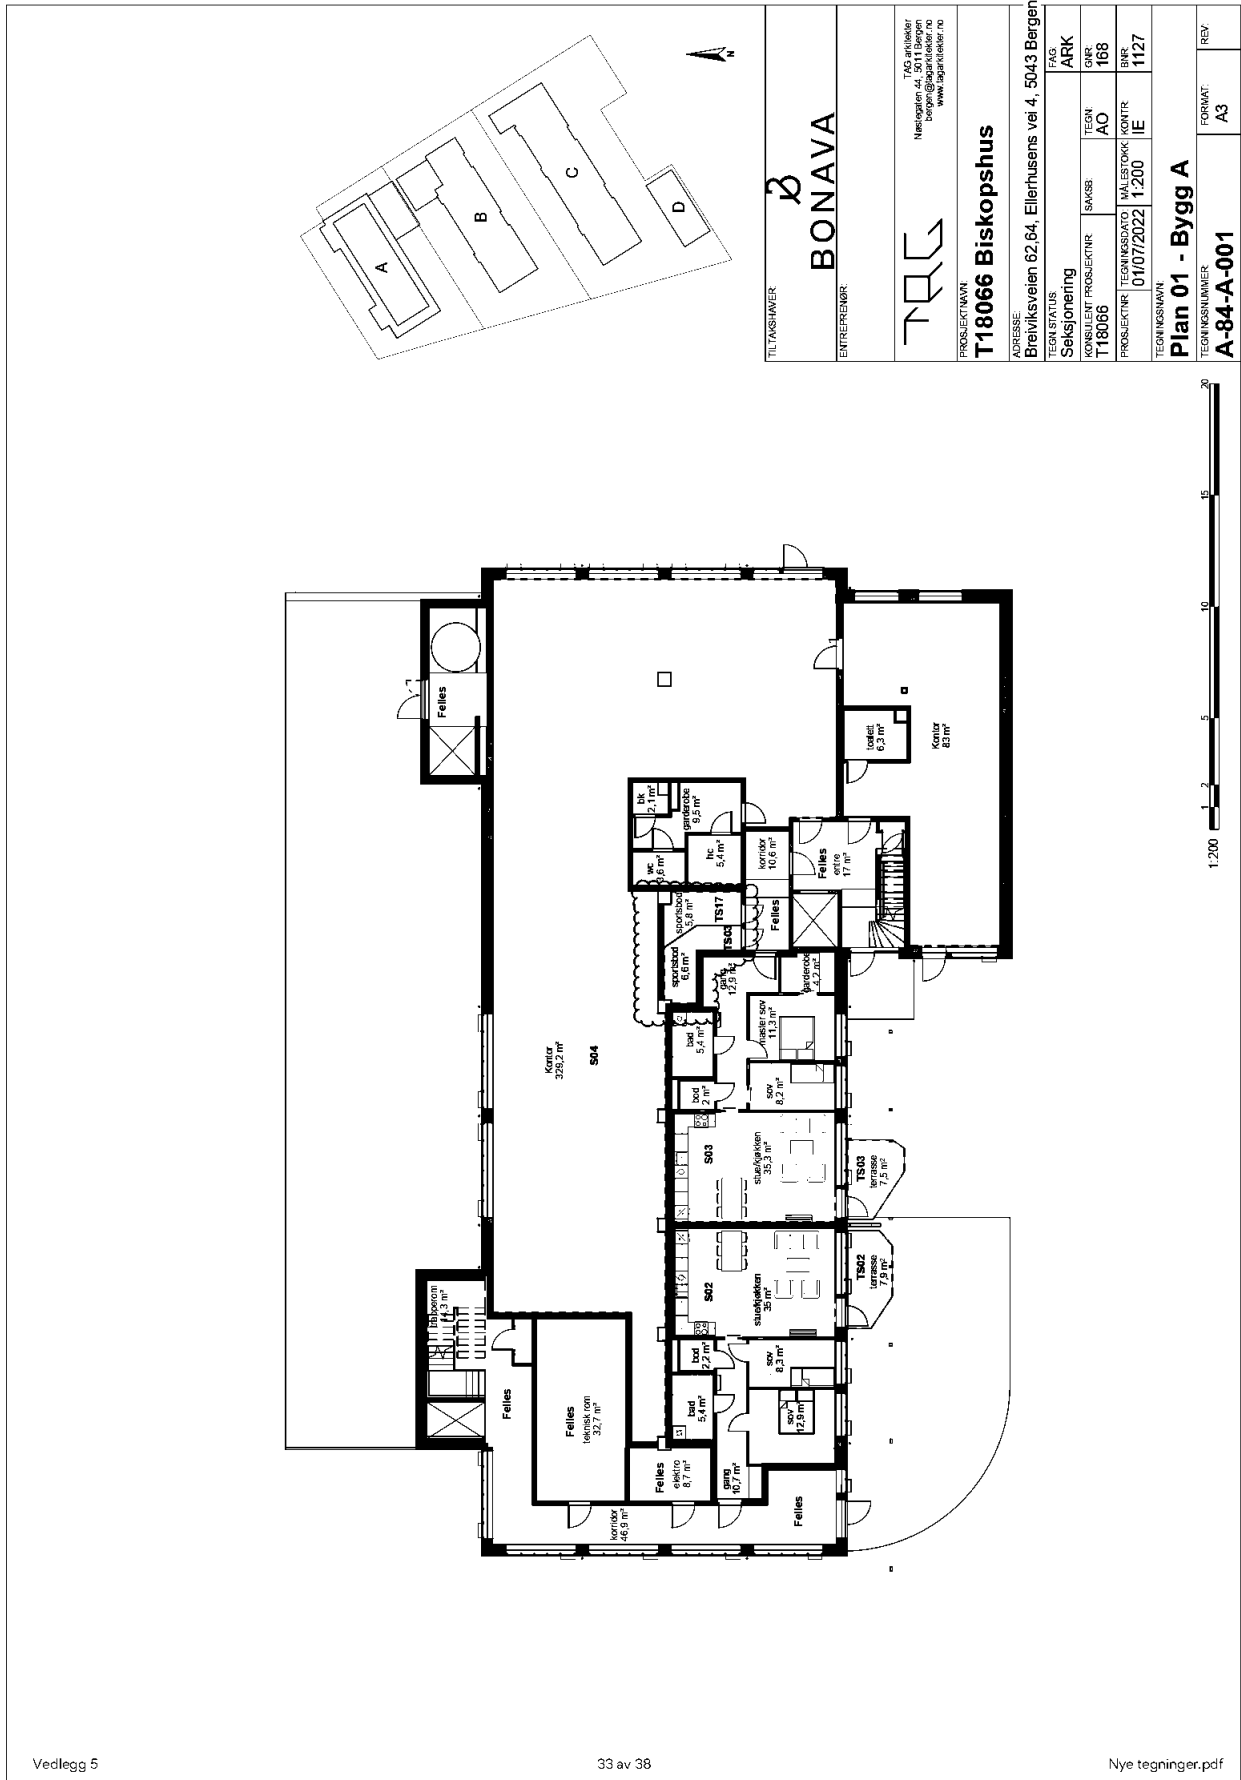 TILTAKSHAVER:
BONAVA
ENTREPRENØR:
TAG arkitekter
Nøstegaten 44, 5011 Bergen
bergen@tagarkitekter.no
www.tagarkitekter.no
PROSJEKTNAVN:
T18066 Biskopshus
ADRESSE:
Breiviksveien 62,64, Ellerhusens vei 4, 5043 Bergen
TEGN.STATUS:
Seksjonering
FAG:
ARK
KONSULENT PROSJEKTNR:
T18066
SAKSB:
TEGN:
AO
GNR:
168
PROSJEKTNR:
TEGNINGSDATO:
01/07/2022
MÅLESTOKK:
1:200
KONTR:
IE
BNR:
1127
TEGNINGSNAVN:
Plan 01 - Bygg A
TEGNINGSNUMMER:
A-84-A-001
FORMAT:
A3
REV:
N
A
B
C
D
1:200
1
2
5
10
15
20
Felles
toalett
6,3 m²
Kontor
83 m²
bk
2,1 m²
garderobe
9,5 m²
wc
3,6 m²
hc
5,4 m²
korridor
10,6 m²
Felles
entre
17 m²
Felles
sportsbod
5,8 m²
TS17
TS03
sportsbod
6,6 m²
gang
12,9 m²
garderobe
4,2 m²
master sov
11,3 m²
bad
5,4 m²
bod
2 m²
sov
8,2 m²
Kontor
329,2 m²
S04
S03
stue/kjøkken
35,3 m²
TS03
terrasse
7,5 m²
S02
stue/kjøkken
35 m²
TS02
terrasse
7,9 m²
trapperom
14,3 m²
bod
2,2 m²
sov
8,3 m²
bad
5,4 m²
sov
12,9 m²
gang
10,7 m²
Felles
Felles
teknisk rom
32,7 m²
Felles
elektro
8,7 m²
korridor
46,9 m²
Felles
Vedlegg 5
33 av 38
Nye tegninger.pdf